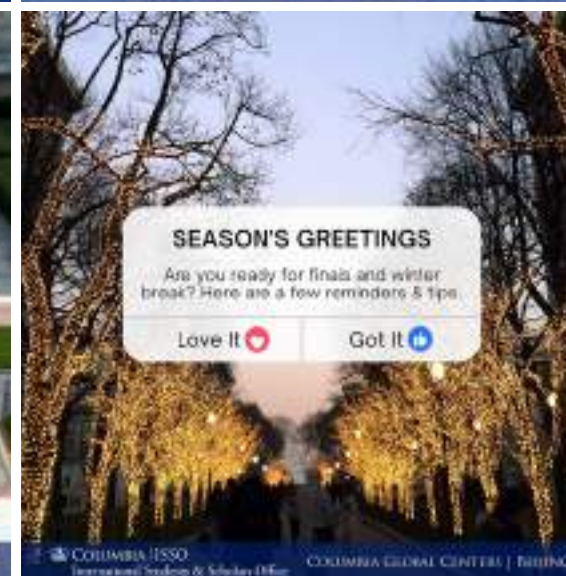 SEASON'S GREETINGS
Are you ready for finals and winter
break? Here are a few reminders & tips
Love It
Got It
COLUMBIA | ISSO
International Students & Scholars Office
COLUMBIA GLOBAL CENTERS | BEIJING